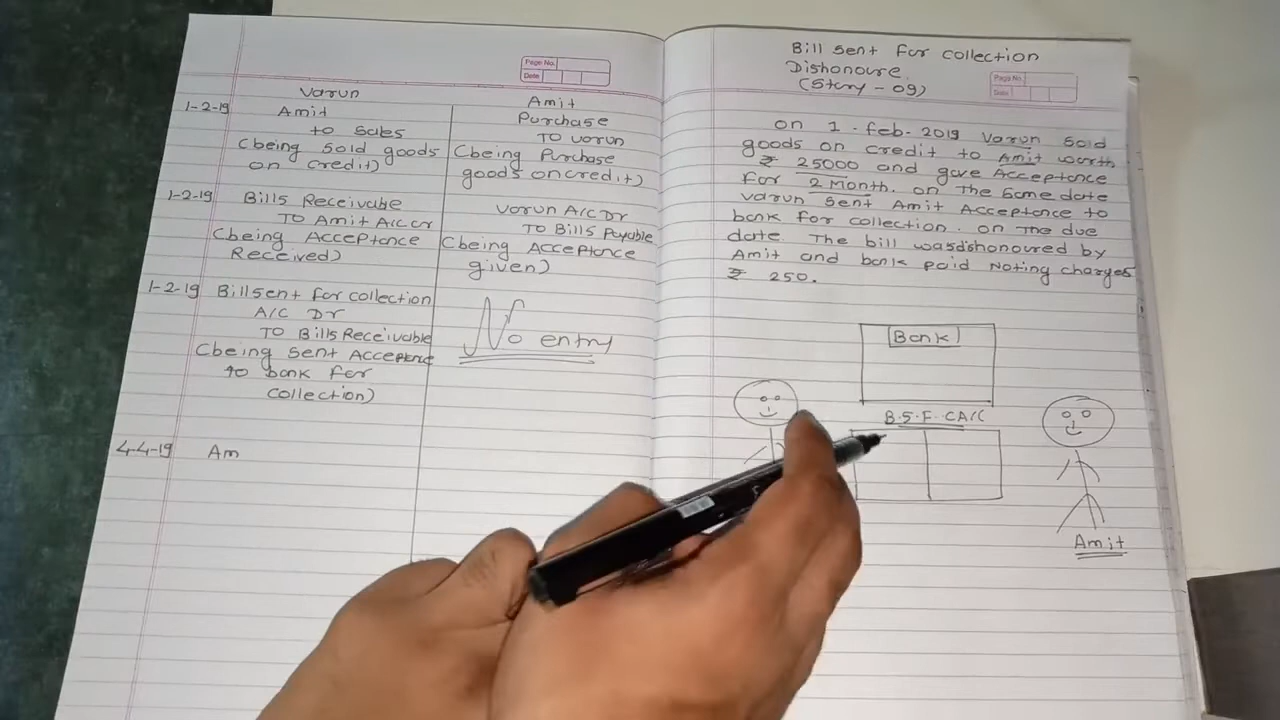 Page No.
Date
Varun
1-2-19 Amit
to Sales
(being sold goods
on credit)
1-2-19 Bills Receivable
TO Amit A/C cr
(being Acceptance
Received)
1-2-19 Bill Sent for collection
A/C Dr
TO Bills Receivable
(being sent Acceptence
to bank for
collection)
4-4-19 Am
Amit
Purchase
TO Varun
(being Purchase
goods on credit)
Varun A/C Dr
TO Bills Payable
(being Acceptance
given)
No entry
Bill Sent for collection
Dishonoure
(Story - 09)
Page No.
Date
on 1. Feb. 2019 Varun sold
goods on credit to Amit worth
₹ 25000 and gave Acceptance
for 2 Month. on the same date
varun sent Amit Acceptance to
bank for collection. on the due
date. The bill was dishonoured by
Amit and bank paid Noting charges
₹ 250.
Bank
B.S.F.C A/C
Amit